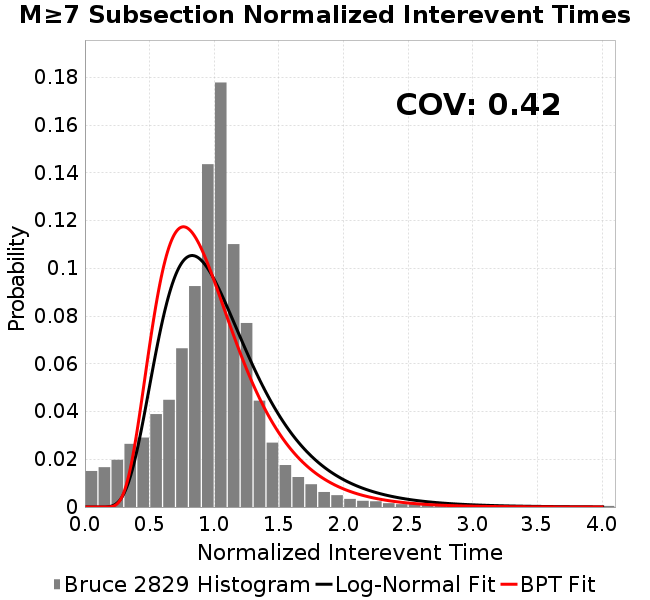 M≥7 Subsection Normalized Interevent Times
COV: 0.42
Probability
0.18
0.16
0.14
0.12
0.1
0.08
0.06
0.04
0.02
0
0.0 0.5 1.0 1.5 2.0 2.5 3.0 3.5 4.0
Normalized Interevent Time
Bruce 2829 Histogram Log-Normal Fit BPT Fit